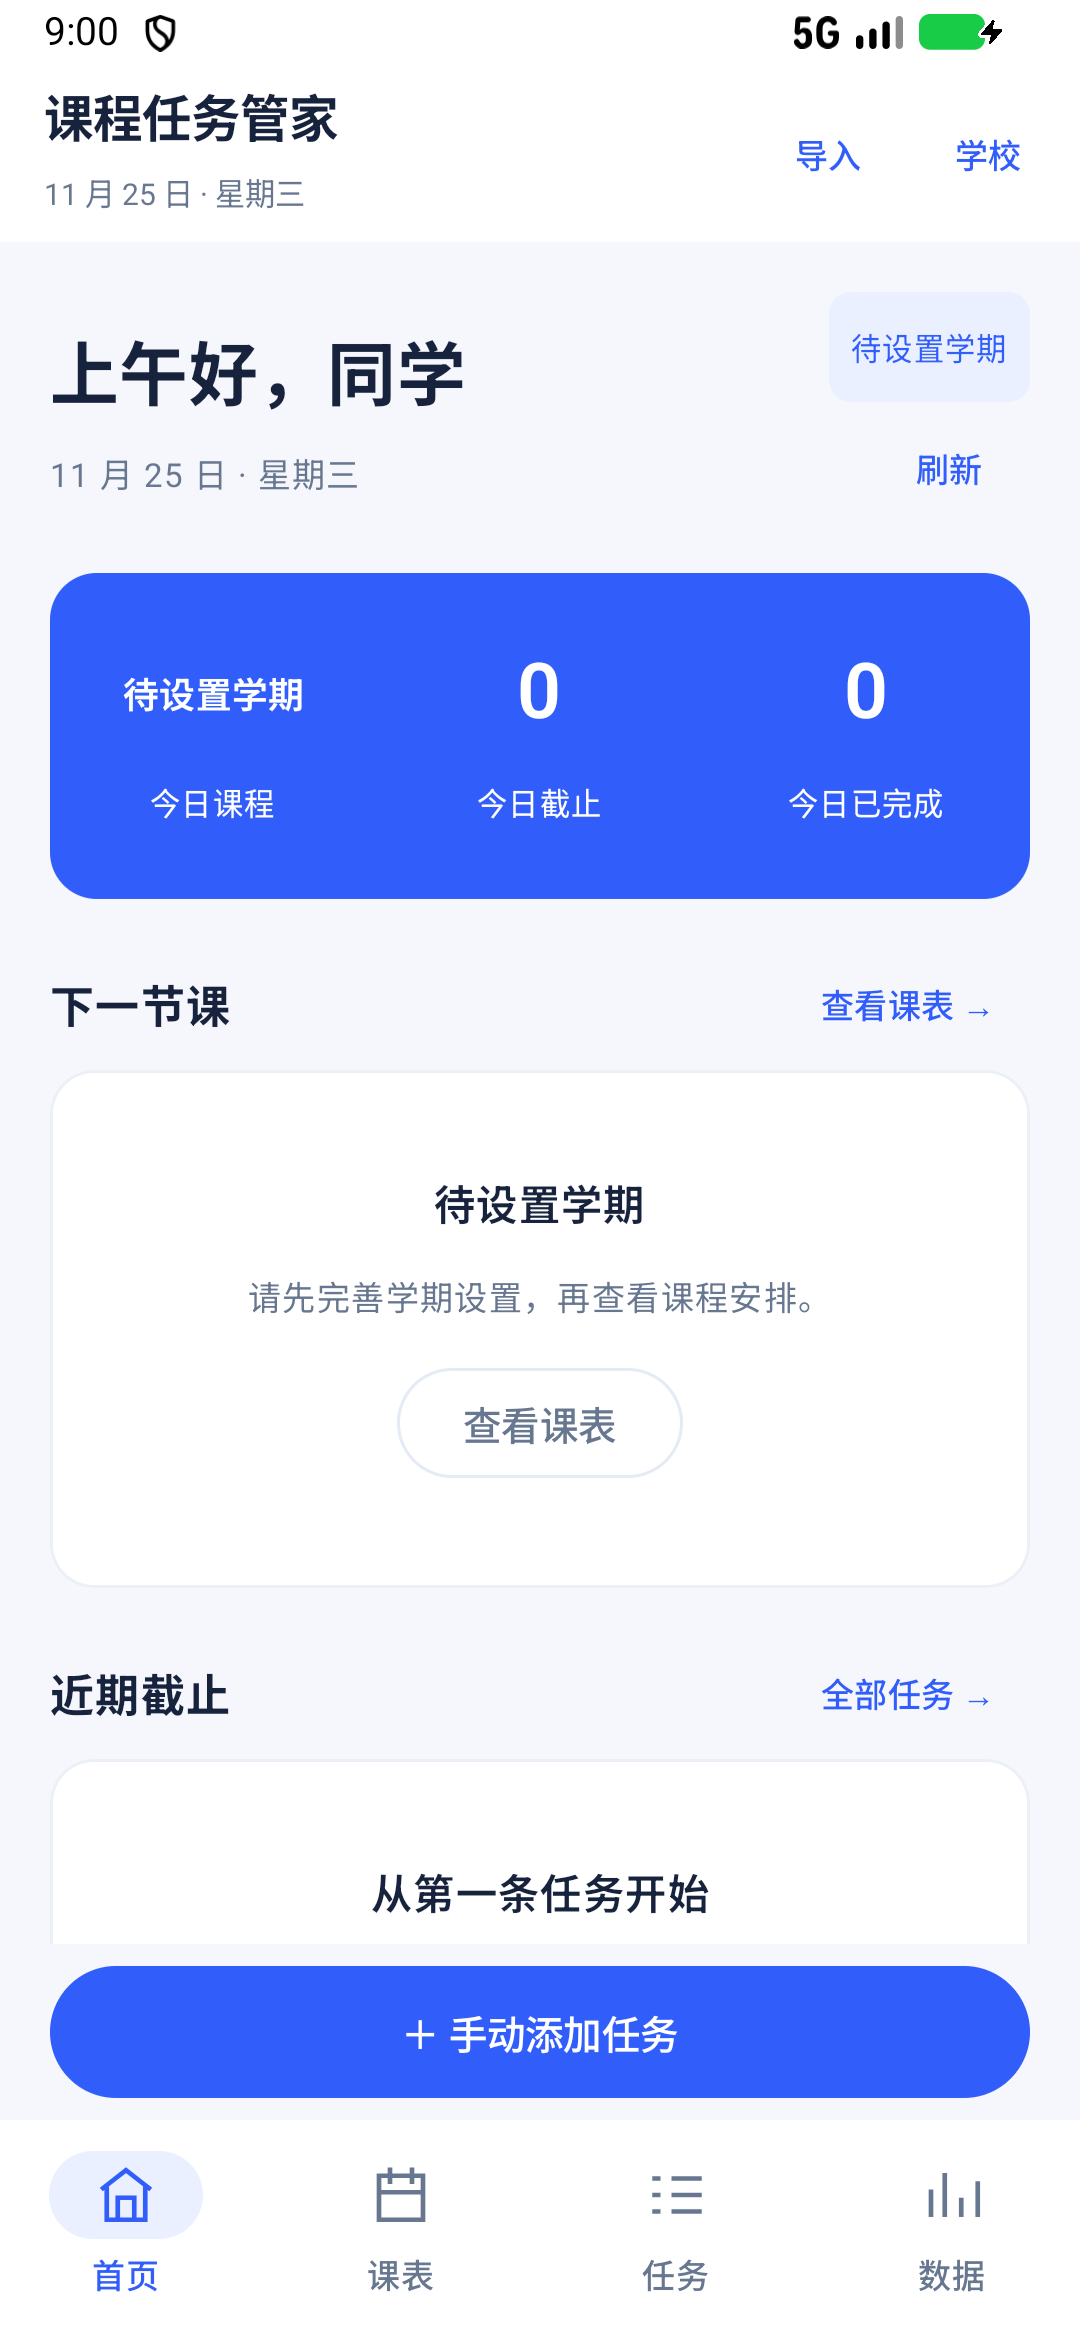 9:00
5G
课程任务管家
11 月 25 日 · 星期三
导入
学校
上午好，同学
待设置学期
11 月 25 日 · 星期三
刷新
待设置学期
0
0
今日课程
今日截止
今日已完成
下一节课
查看课表 →
待设置学期
请先完善学期设置，再查看课程安排。
查看课表
近期截止
全部任务 →
从第一条任务开始
＋ 手动添加任务
首页
课表
任务
数据